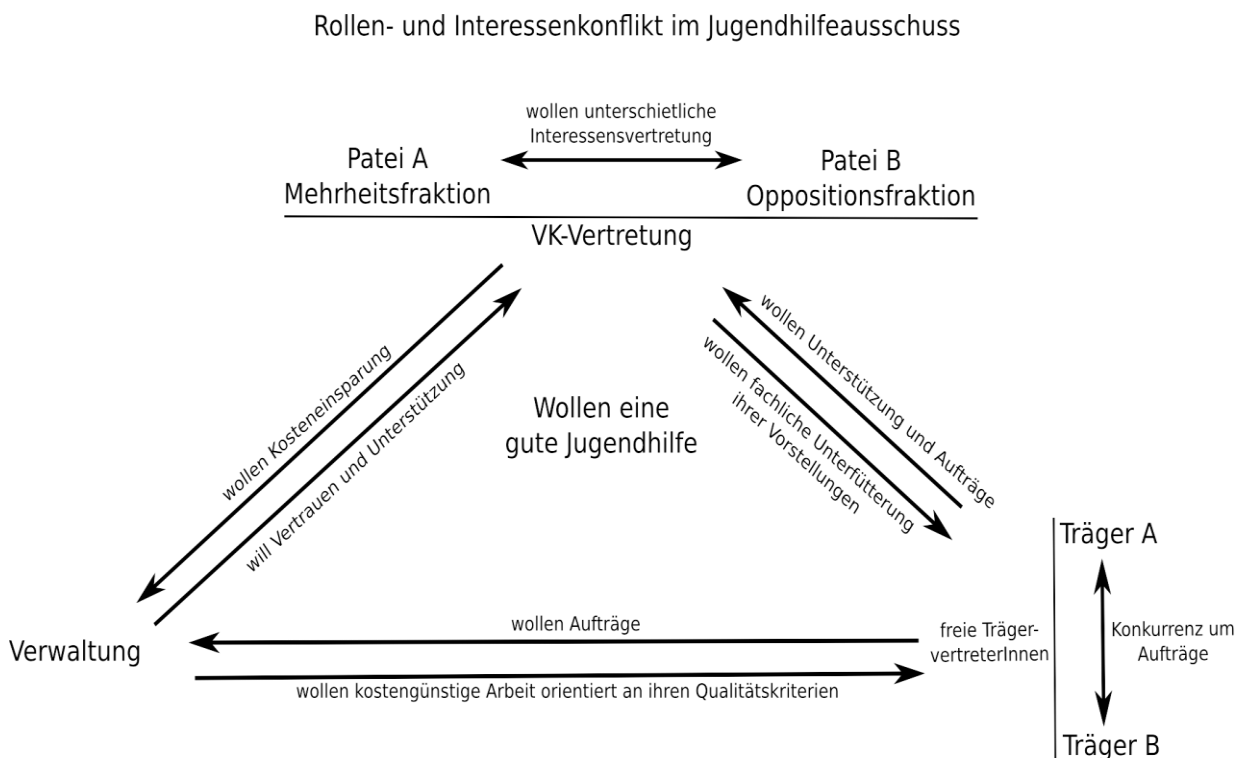 Rollen- und Interessenkonflikt im Jugendhilfeausschuss
wollen unterschietliche
Interessensvertretung
Patei A
Mehrheitsfraktion
Patei B
Oppositionsfraktion
VK-Vertretung
wollen Kosteneinsparung
will Vertrauen und Unterstützung
Wollen eine
gute Jugendhilfe
wollen Unterstützung und Aufträge
wollen fachliche Unterfütterung
ihrer Vorstellungen
Verwaltung
wollen Aufträge
wollen kostengünstige Arbeit orientiert an ihren Qualitätskriterien
freie Träger-
vertreterInnen
Träger A
Konkurrenz um
Aufträge
Träger B